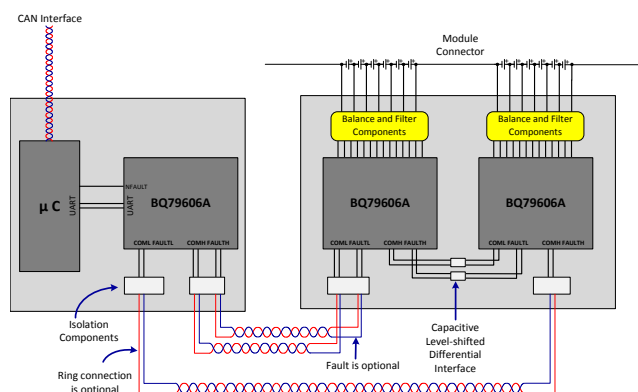 CAN Interface
Module
Connector
Balance and Filter
Components
Balance and Filter
Components
µC
UART
NFAULT
UART
BQ79606A
COML FAULTL
COMH FAULTH
BQ79606A
COML FAULTL
COMH FAULTH
BQ79606A
COML FAULTL
COMH FAULTH
Isolation
Components
Ring connection
is optional
Fault is optional
Capacitive
Level-shifted
Differential
Interface